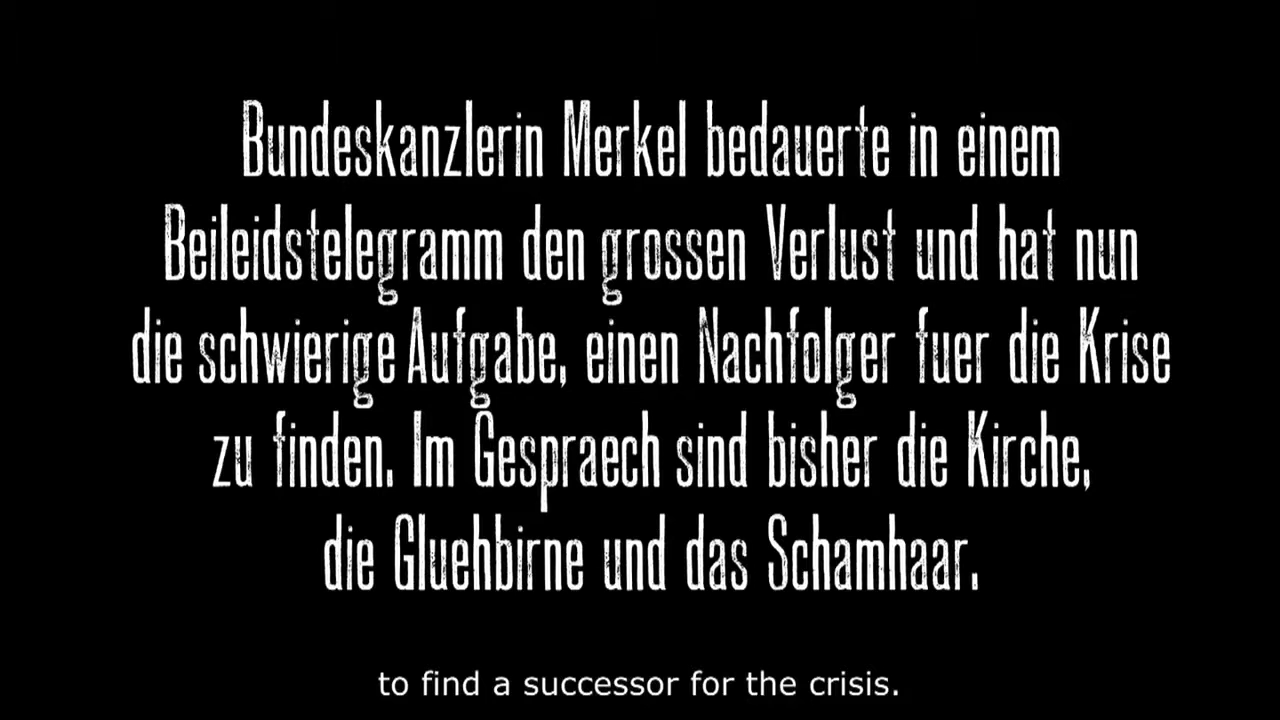 Bundeskanzlerin Merkel bedauerte in einem
Beileidstelegramm den grossen Verlust und hat nun
die schwierige Aufgabe, einen Nachfolger fuer die Krise
zu finden. Im Gespraech sind bisher die Kirche,
die Gluehbirne und das Schamhaar.
to find a successor for the crisis.